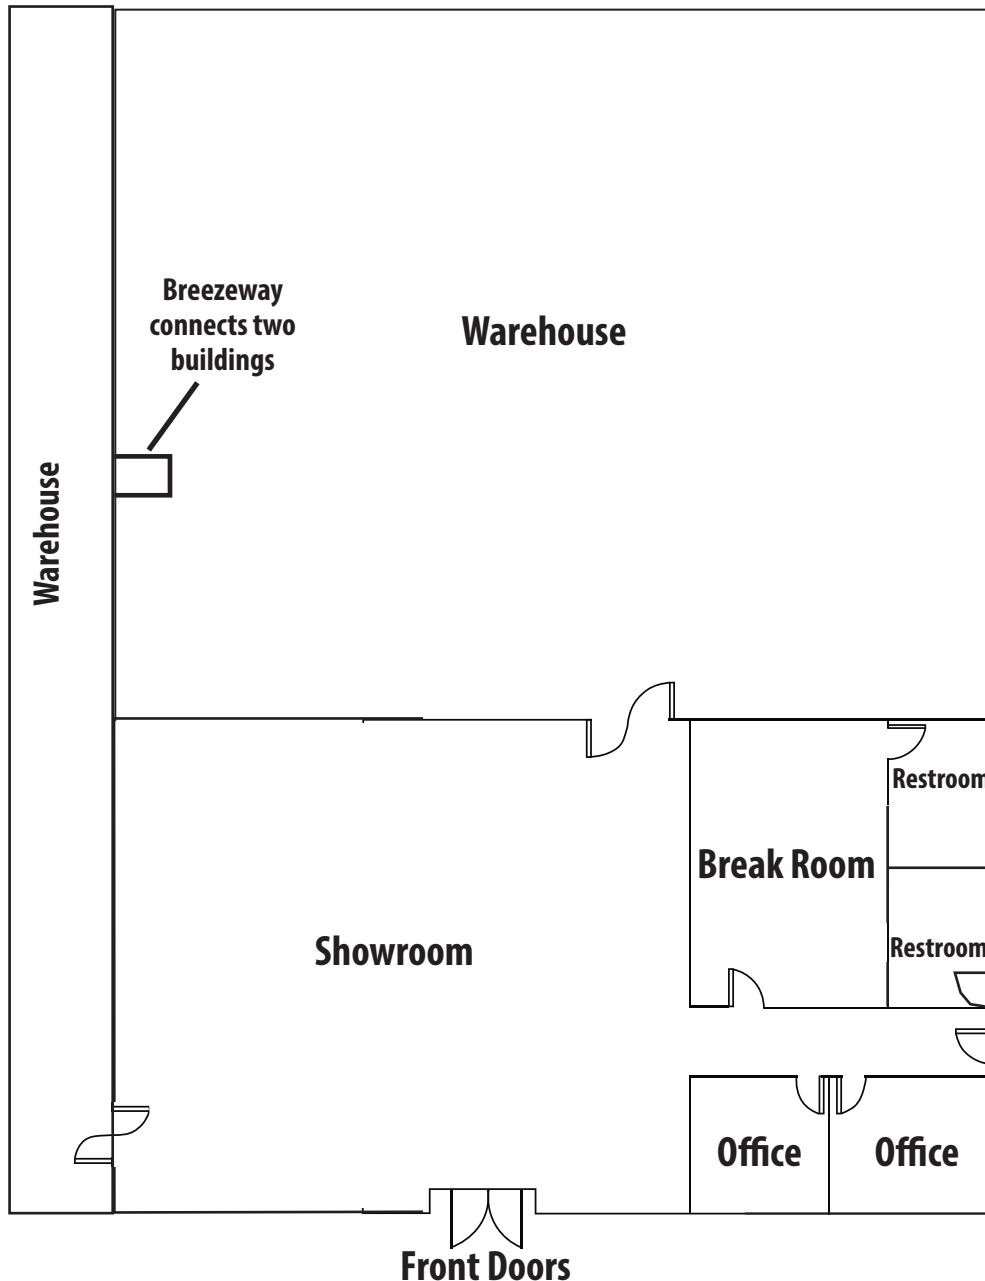 Breezeway
connects two
buildings
Warehouse
Warehouse
Restroom
Break Room
Showroom
Restroom
Office
Office
Front Doors